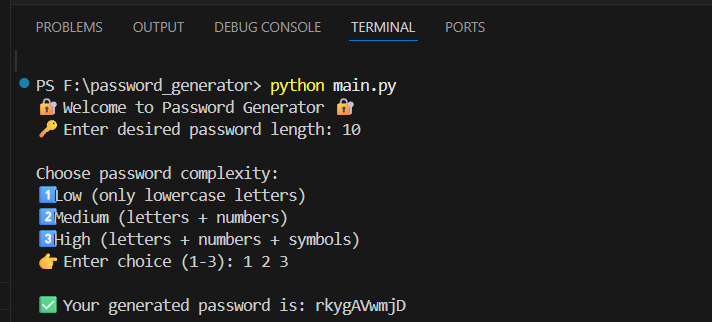 PROBLEMS OUTPUT DEBUG CONSOLE TERMINAL PORTS
PS F:\password_generator> python main.py
🔐 Welcome to Password Generator 🔐
🔑 Enter desired password length: 10
Choose password complexity:
1️⃣Low (only lowercase letters)
2️⃣Medium (letters + numbers)
3️⃣High (letters + numbers + symbols)
👉 Enter choice (1-3): 1 2 3
✅ Your generated password is: rkygAVwmjD